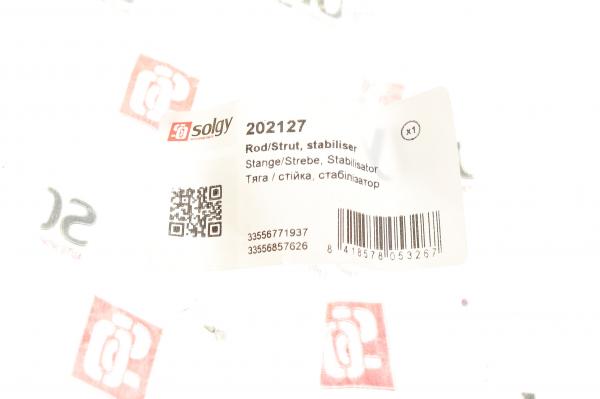 solgy
202127
x1
Rod/Strut, stabiliser
Stange/Strebe, Stabilisator
Тяга / стійка, стабілізатор
33556771937
33556857626
8 418578 053267